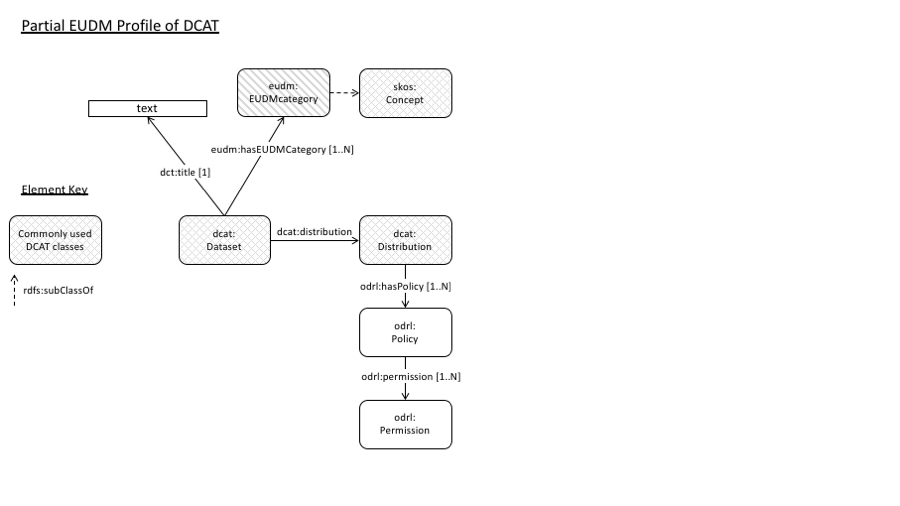 Partial EUDM Profile of DCAT
eudm:
EUDMcategory
skos:
Concept
text
eudm:hasEUDMCategory [1..N]
dct:title [1]
Element Key
Commonly used
DCAT classes
dcat:
Dataset
dcat:distribution
dcat:
Distribution
rdfs:subClassOf
odrl:hasPolicy [1..N]
odrl:
Policy
odrl:permission [1..N]
odrl:
Permission